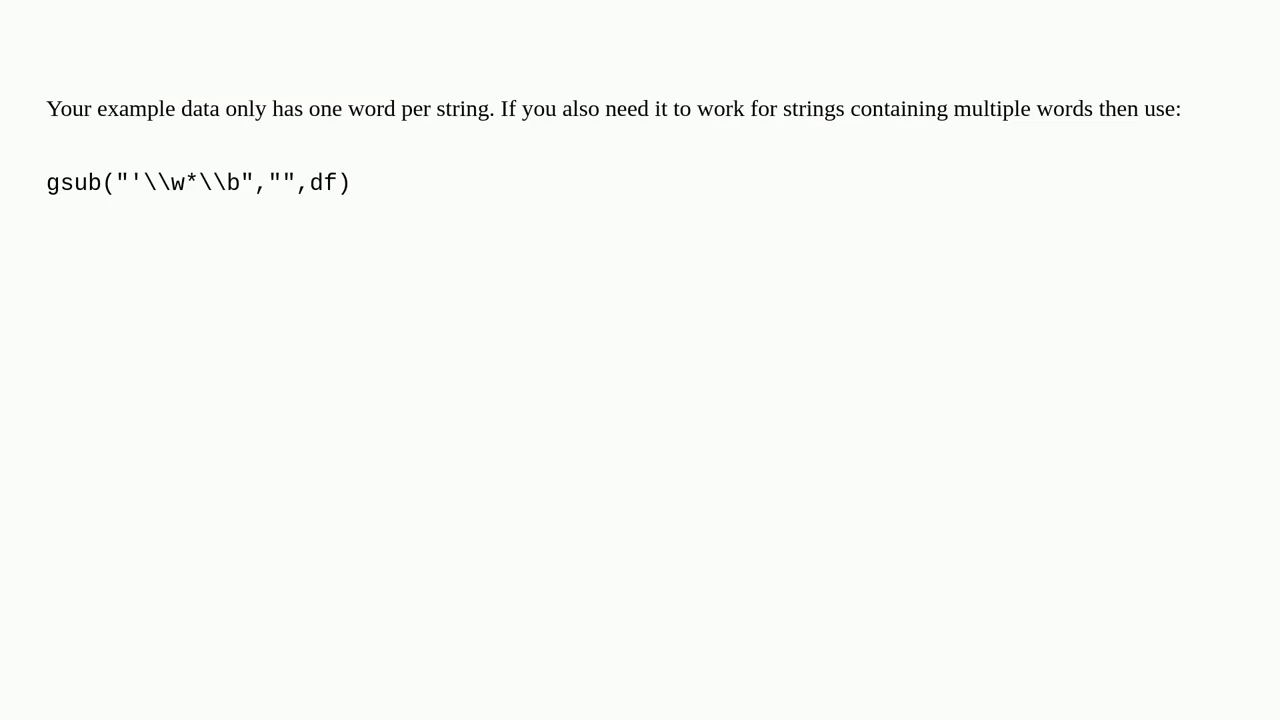 Your example data only has one word per string. If you also need it to work for strings containing multiple words then use:
gsub("'\\w*\\b","",df)